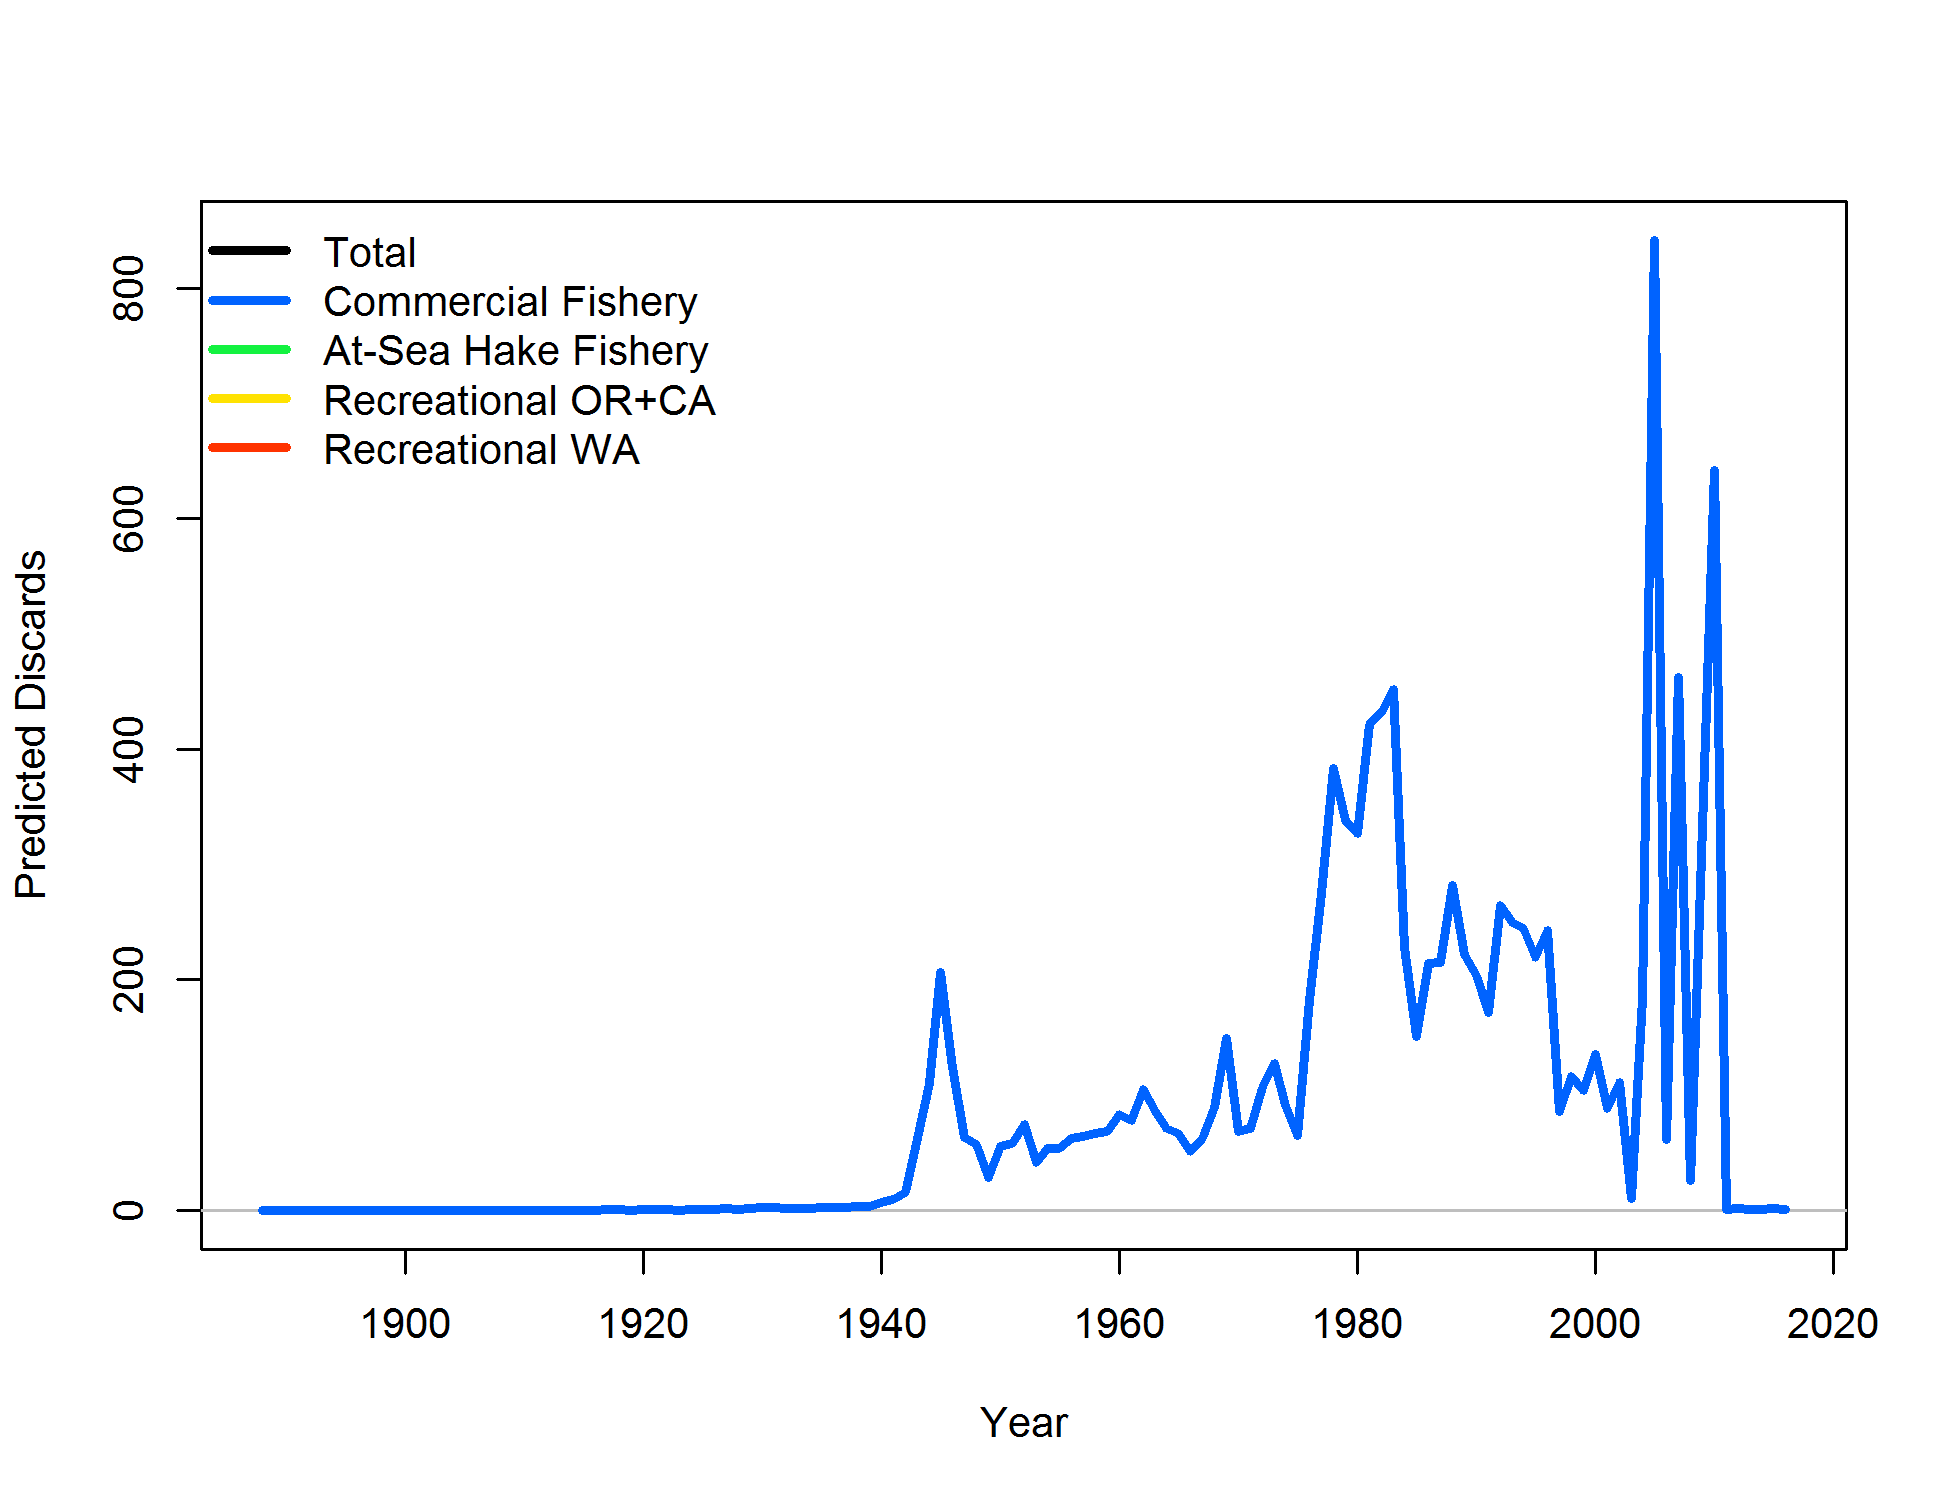 Total
Commercial Fishery
At-Sea Hake Fishery
Recreational OR+CA
Recreational WA
Predicted Discards
800
600
400
200
0
1900 1920 1940 1960 1980 2000 2020
Year